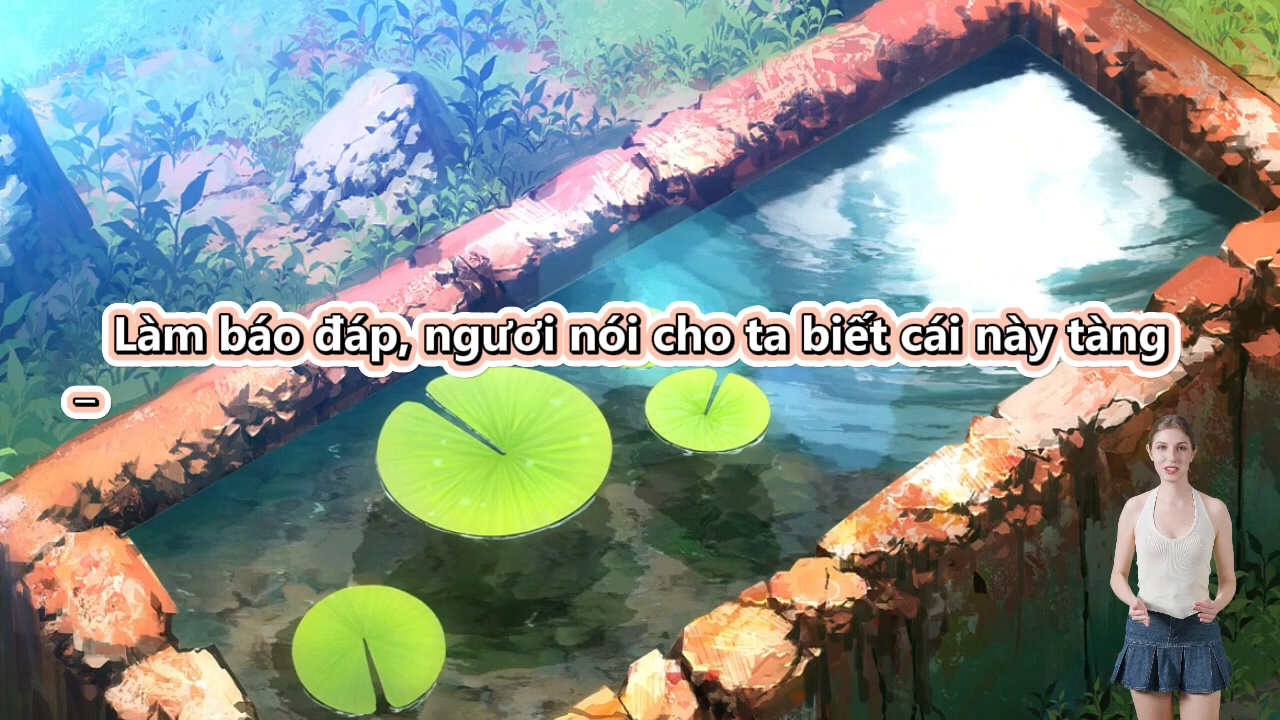 Làm báo đáp, ngươi nói cho ta biết cái này tàng
–